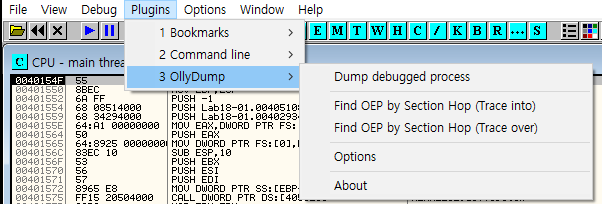 File View Debug Plugins Options Window Help
L E M T W H C / K B R ... S
C CPU - main threa
1 Bookmarks
2 Command line
3 OllyDump
Dump debugged process
Find OEP by Section Hop (Trace into)
Find OEP by Section Hop (Trace over)
Options
About
0040154F 55
00401550 8BEC MOV EBP,ESP
00401552 6A FF PUSH -1
00401554 68 08514000 PUSH Lab18-01.00405108
00401559 68 34294000 PUSH Lab18-01.00402934
0040155E 64:A1 00000000 MOV EAX,DWORD PTR FS:
00401564 50 PUSH EAX
00401565 64:8925 00000000 MOV DWORD PTR FS:[0],
0040156C 83EC 10 SUB ESP,10
0040156F 53 PUSH EBX
00401570 56 PUSH ESI
00401571 57 PUSH EDI
00401572 8965 E8 MOV DWORD PTR SS:[EBP-
00401575 FF15 20504000 CALL DWORD PTR DS:[